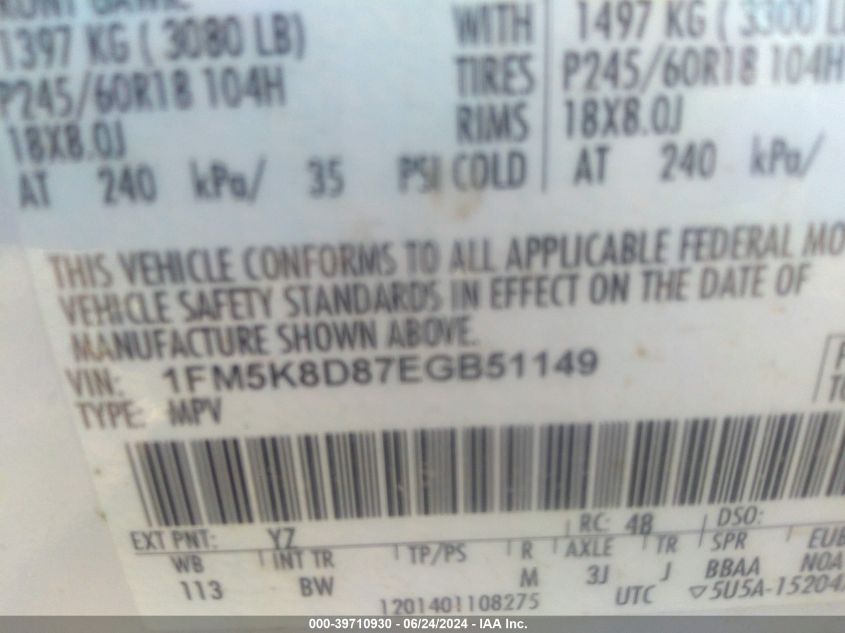 1397 KG ( 3080 LB) WITH 1497 KG ( 3300 L
P245/60R18 104H TIRES P245/60R18 104H
18X8.0J RIMS 18X8.0J
AT 240 kPa/ 35 PSI COLD AT 240 kPa/
THIS VEHICLE CONFORMS TO ALL APPLICABLE FEDERAL MO
VEHICLE SAFETY STANDARDS IN EFFECT ON THE DATE OF
MANUFACTURE SHOWN ABOVE.
VIN: 1FM5K8D87EGB51149
TYPE: MPV
EXT PNT: YZ RC: 48 DSO:
WB INT TR TP/PS R AXLE TR SPR EUB
113 BW M 3J J BBAA NOA
1201401108275 UTC ▽5U5A-15204
000-39710930 - 06/24/2024 - IAA Inc.